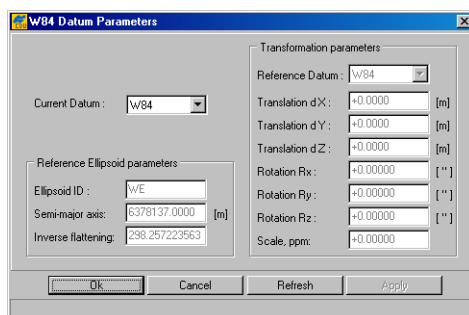 W84 Datum Parameters
Current Datum : W84
Reference Ellipsoid parameters
Ellipsoid ID : WE
Semi-major axis: 6378137.0000 [m]
Inverse flattening: 298.257223563
Transformation parameters
Reference Datum : W84
Translation dX : +0.0000 [m]
Translation dY : +0.0000 [m]
Translation dZ : +0.0000 [m]
Rotation Rx : +0.00000 [ " ]
Rotation Ry : +0.00000 [ " ]
Rotation Rz : +0.00000 [ " ]
Scale, ppm: +0.00000
Ok Cancel Refresh Apply